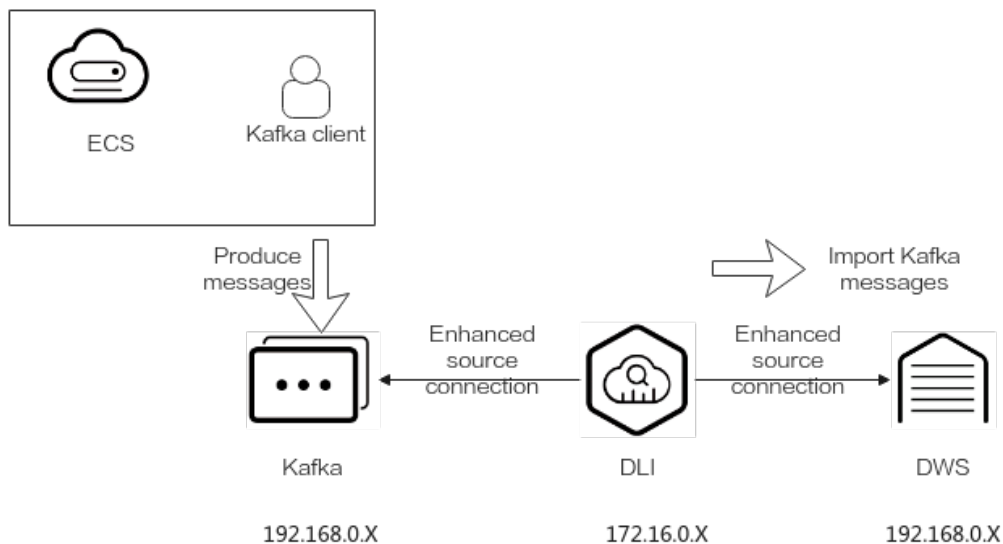 ECS
Kafka client
Produce
messages
Import Kafka
messages
Enhanced
source
connection
Enhanced
source
connection
Kafka
DLI
DWS
192.168.0.X
172.16.0.X
192.168.0.X